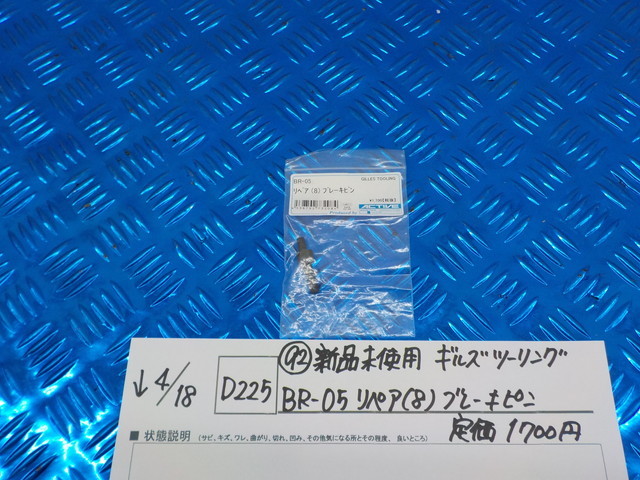 BR-05 GILLES TOOLING
リペア(8)ブレーキピン
ACTIVE
Produced by
↓4/18 D225 ㊷新品未使用 ギルズツーリング
BR-05 リペア(8) ブレーキピン
定価 1700円
■ 状態説明 (サビ、キズ、ワレ、曲がり、切れ、凹み、その他気になる所とその程度、良いところ)